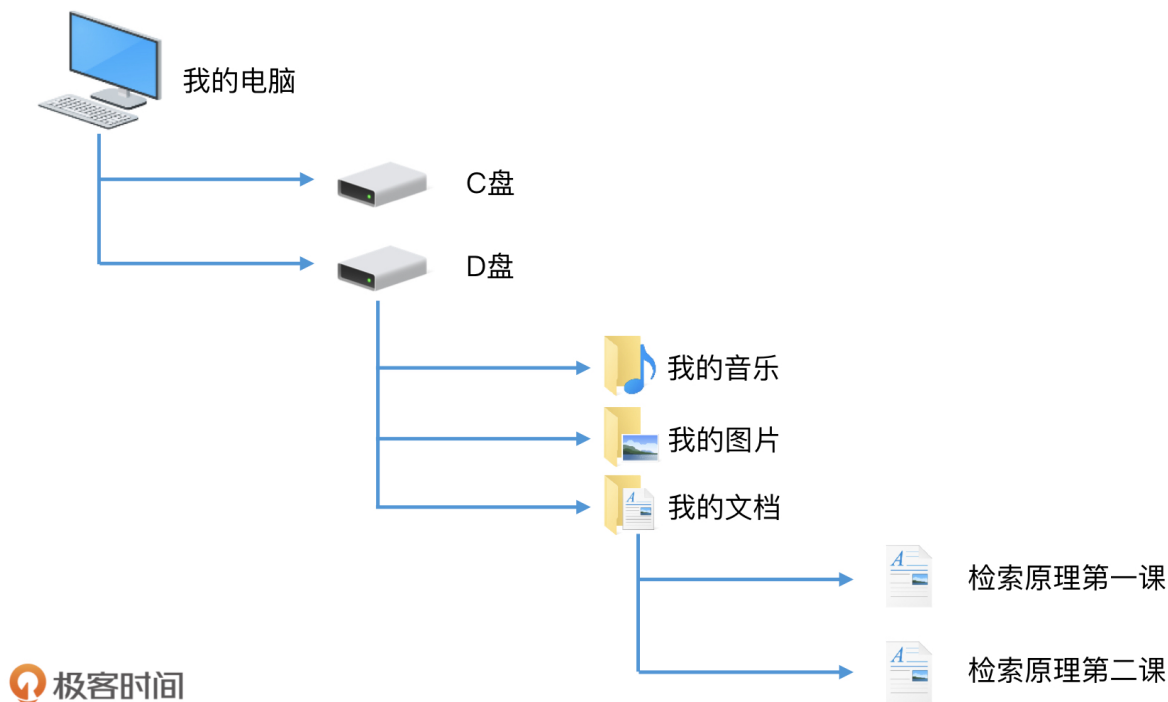 我的电脑
C盘
D盘
我的音乐
我的图片
我的文档
检索原理第一课
检索原理第二课
极客时间